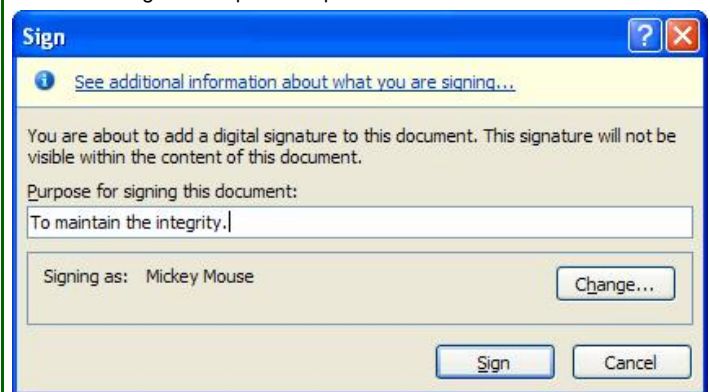 Sign
See additional information about what you are signing...
You are about to add a digital signature to this document. This signature will not be
visible within the content of this document.
Purpose for signing this document:
To maintain the integrity.
Signing as: Mickey Mouse
Change...
Sign
Cancel